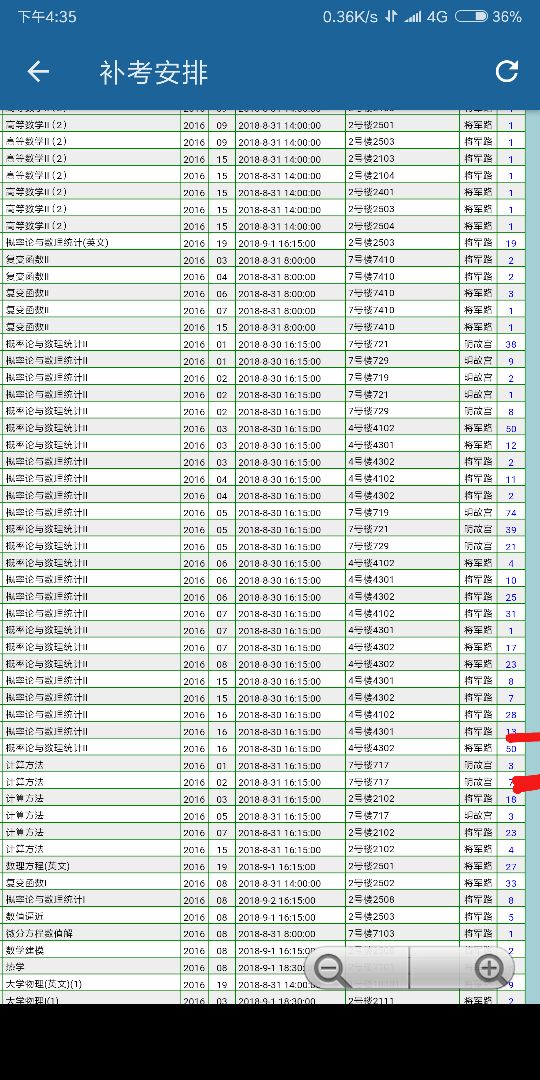 下午4:35 0.36K/s 4G 36%
补考安排
高等数学II(2) 2016 09 2018-8-31 14:00:00 2号楼2501 将军路 1
高等数学II(2) 2016 09 2018-8-31 14:00:00 2号楼2503 将军路 1
高等数学II(2) 2016 15 2018-8-31 14:00:00 2号楼2103 将军路 1
高等数学II(2) 2016 15 2018-8-31 14:00:00 2号楼2104 将军路 1
高等数学II(2) 2016 15 2018-8-31 14:00:00 2号楼2401 将军路 1
高等数学II(2) 2016 15 2018-8-31 14:00:00 2号楼2503 将军路 1
高等数学II(2) 2016 15 2018-8-31 14:00:00 2号楼2504 将军路 1
概率论与数理统计(英文) 2016 19 2018-9-1 16:15:00 2号楼2503 将军路 19
复变函数II 2016 03 2018-8-31 8:00:00 7号楼7410 将军路 2
复变函数II 2016 04 2018-8-31 8:00:00 7号楼7410 将军路 2
复变函数II 2016 06 2018-8-31 8:00:00 7号楼7410 将军路 3
复变函数II 2016 07 2018-8-31 8:00:00 7号楼7410 将军路 1
复变函数II 2016 15 2018-8-31 8:00:00 7号楼7410 将军路 1
概率论与数理统计II 2016 01 2018-8-30 16:15:00 7号楼721 明故宫 38
概率论与数理统计II 2016 01 2018-8-30 16:15:00 7号楼729 明故宫 9
概率论与数理统计II 2016 02 2018-8-30 16:15:00 7号楼719 明故宫 2
概率论与数理统计II 2016 02 2018-8-30 16:15:00 7号楼721 明故宫 1
概率论与数理统计II 2016 02 2018-8-30 16:15:00 7号楼729 明故宫 8
概率论与数理统计II 2016 03 2018-8-30 16:15:00 4号楼4102 将军路 50
概率论与数理统计II 2016 03 2018-8-30 16:15:00 4号楼4301 将军路 12
概率论与数理统计II 2016 03 2018-8-30 16:15:00 4号楼4302 将军路 2
概率论与数理统计II 2016 04 2018-8-30 16:15:00 4号楼4102 将军路 11
概率论与数理统计II 2016 04 2018-8-30 16:15:00 4号楼4302 将军路 2
概率论与数理统计II 2016 05 2018-8-30 16:15:00 7号楼719 明故宫 74
概率论与数理统计II 2016 05 2018-8-30 16:15:00 7号楼721 明故宫 39
概率论与数理统计II 2016 05 2018-8-30 16:15:00 7号楼729 明故宫 21
概率论与数理统计II 2016 06 2018-8-30 16:15:00 4号楼4102 将军路 4
概率论与数理统计II 2016 06 2018-8-30 16:15:00 4号楼4301 将军路 10
概率论与数理统计II 2016 06 2018-8-30 16:15:00 4号楼4302 将军路 25
概率论与数理统计II 2016 07 2018-8-30 16:15:00 4号楼4102 将军路 31
概率论与数理统计II 2016 07 2018-8-30 16:15:00 4号楼4301 将军路 1
概率论与数理统计II 2016 07 2018-8-30 16:15:00 4号楼4302 将军路 17
概率论与数理统计II 2016 08 2018-8-30 16:15:00 4号楼4302 将军路 23
概率论与数理统计II 2016 15 2018-8-30 16:15:00 4号楼4301 将军路 8
概率论与数理统计II 2016 15 2018-8-30 16:15:00 4号楼4302 将军路 7
概率论与数理统计II 2016 16 2018-8-30 16:15:00 4号楼4102 将军路 28
概率论与数理统计II 2016 16 2018-8-30 16:15:00 4号楼4301 将军路 13
概率论与数理统计II 2016 16 2018-8-30 16:15:00 4号楼4302 将军路 50
计算方法 2016 01 2018-8-31 16:15:00 7号楼717 明故宫 3
计算方法 2016 02 2018-8-31 16:15:00 7号楼717 明故宫 7
计算方法 2016 03 2018-8-31 16:15:00 2号楼2102 将军路 18
计算方法 2016 05 2018-8-31 16:15:00 7号楼717 明故宫 3
计算方法 2016 07 2018-8-31 16:15:00 2号楼2102 将军路 23
计算方法 2016 15 2018-8-31 16:15:00 2号楼2102 将军路 4
数理方程(英文) 2016 19 2018-9-1 16:15:00 2号楼2501 将军路 27
复变函数I 2016 08 2018-8-31 14:00:00 2号楼2502 将军路 33
概率论与数理统计I 2016 08 2018-9-2 16:15:00 2号楼2508 将军路 8
数值逼近 2016 08 2018-9-1 16:15:00 2号楼2503 将军路 5
微分方程数值解 2016 08 2018-8-31 8:00:00 7号楼7103 将军路 1
数学建模 2016 08 2018-9-1 16:15:00 2
热学 2016 08 2018-9-1 18:30:
大学物理(英文)(1) 2016 19 2018-8-31 14:00: 9
大学物理I(1) 2016 03 2018-9-1 18:30:00 2号楼2111 将军路 2